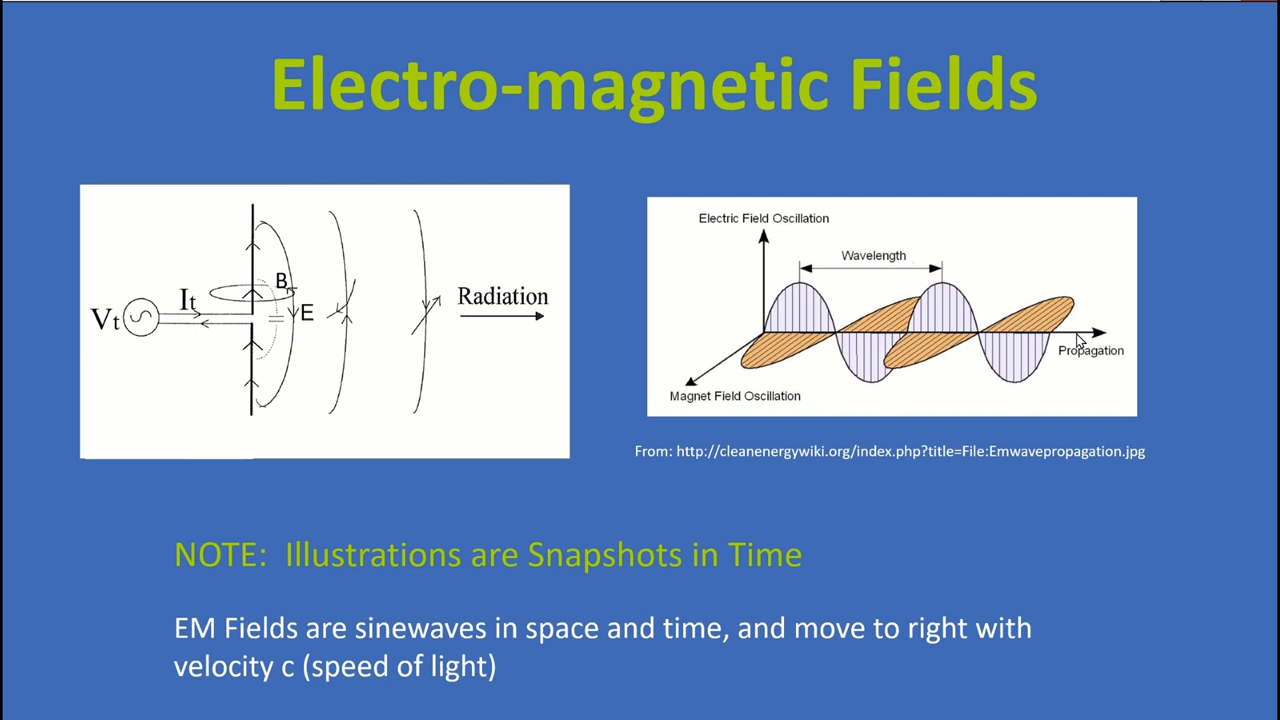 Electro-magnetic Fields
Vt
It
B
E
Radiation
Electric Field Oscillation
Wavelength
Propagation
Magnet Field Oscillation
From: http://cleanenergywiki.org/index.php?title=File:Emwavepropagation.jpg
NOTE: Illustrations are Snapshots in Time
EM Fields are sinewaves in space and time, and move to right with
velocity c (speed of light)